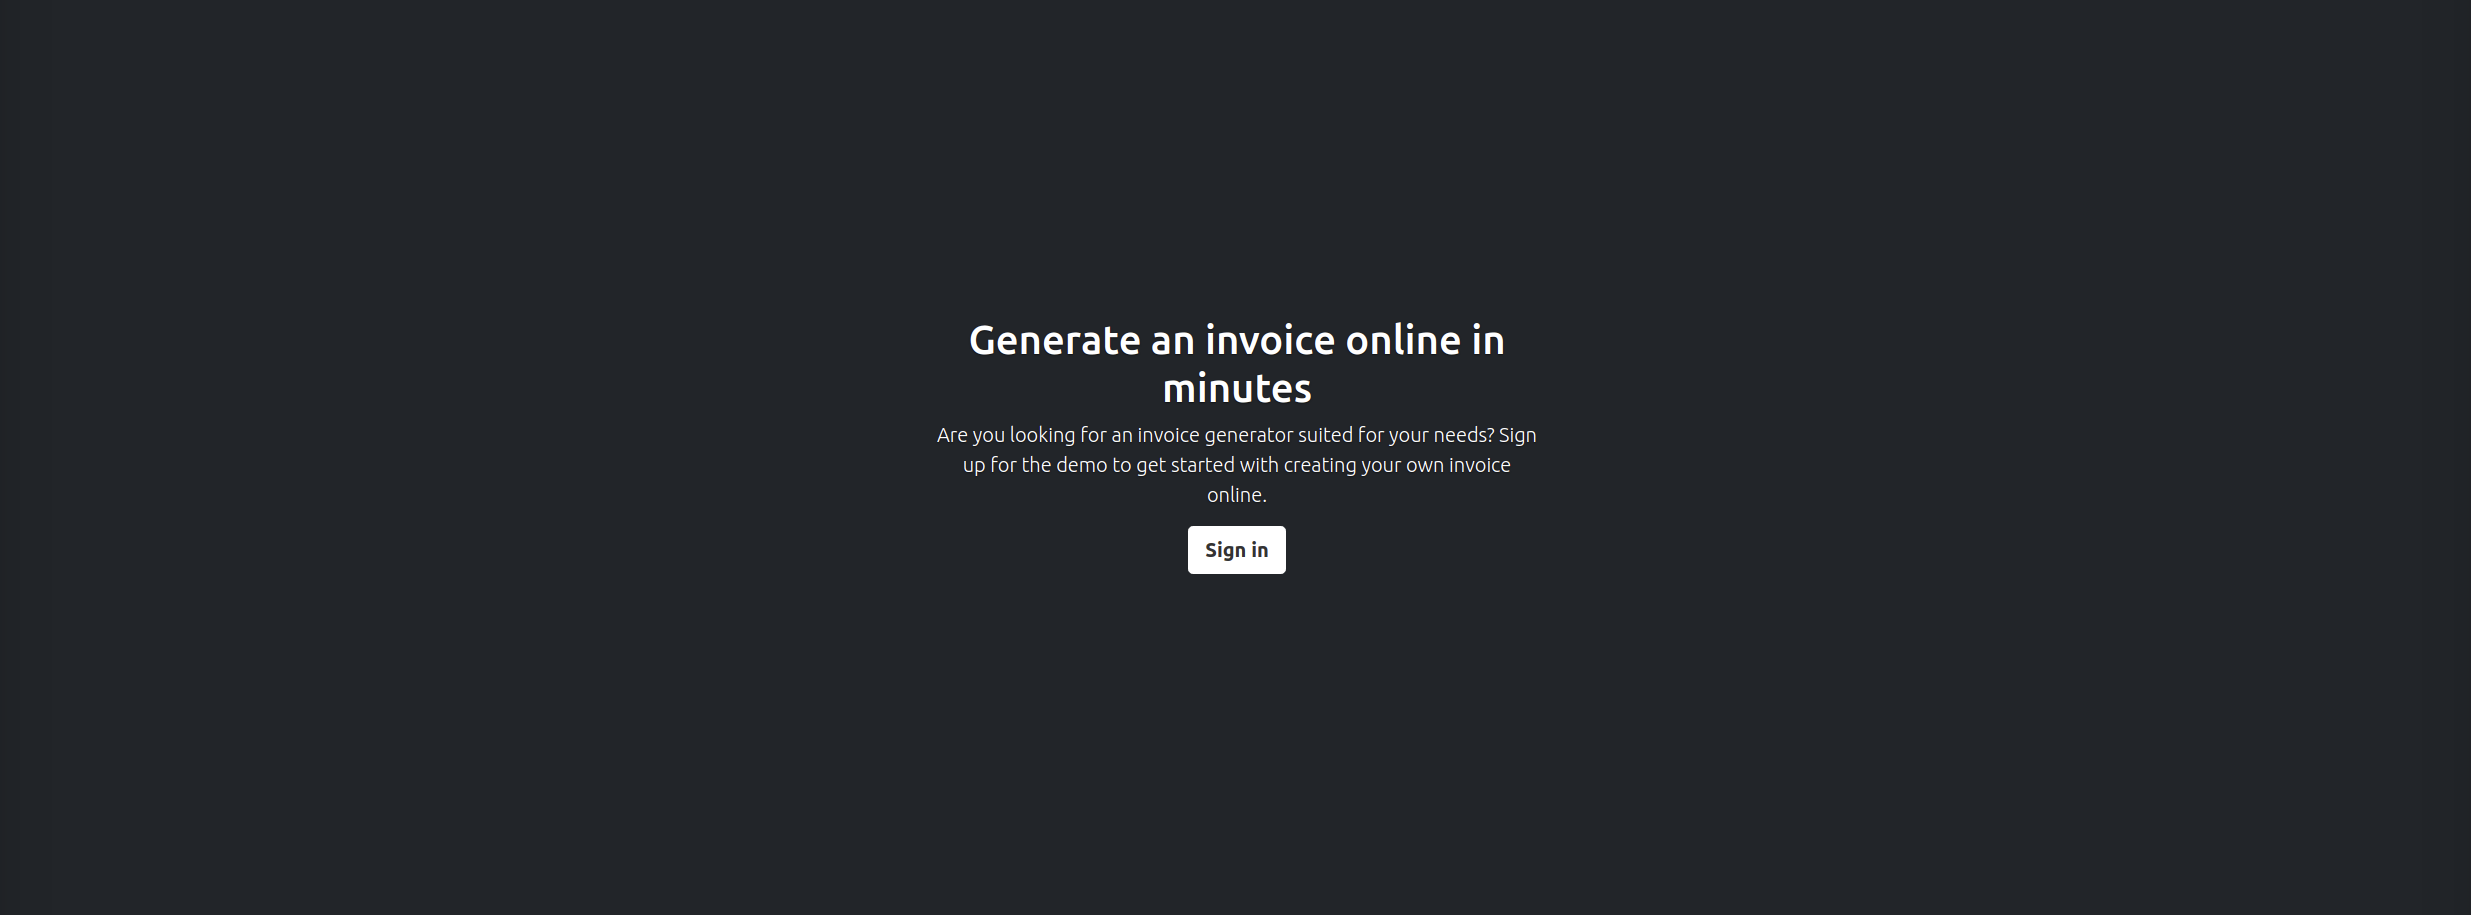 Generate an invoice online in
minutes
Are you looking for an invoice generator suited for your needs? Sign
up for the demo to get started with creating your own invoice
online.
Sign in